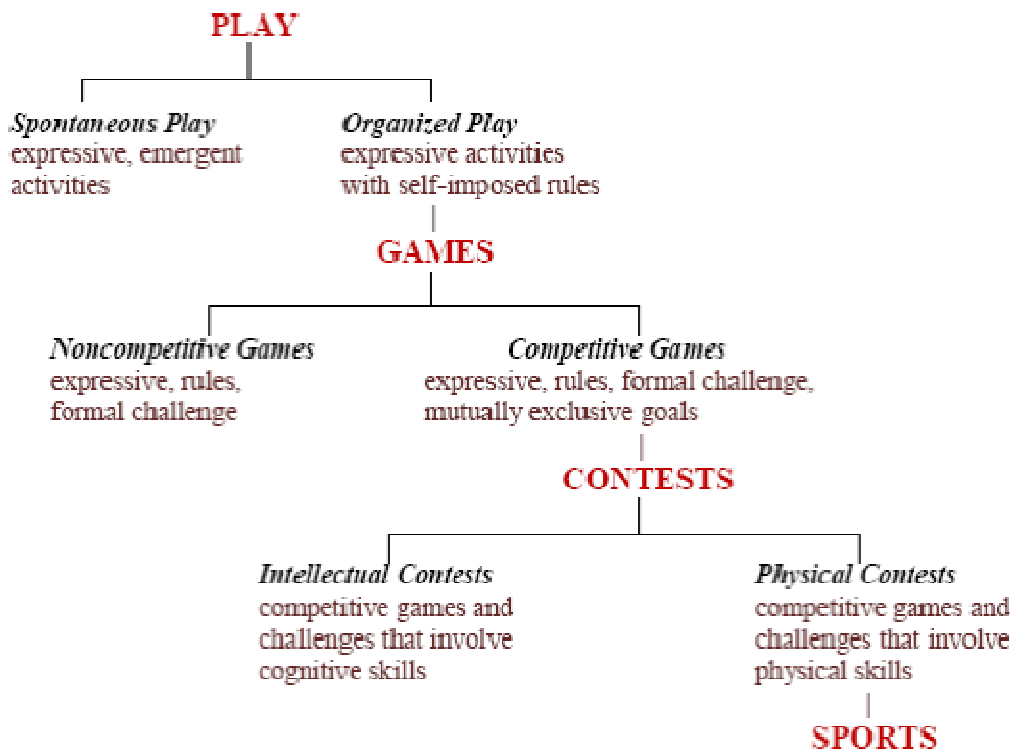 PLAY
Spontaneous Play
expressive, emergent
activities
Organized Play
expressive activities
with self-imposed rules
GAMES
Noncompetitive Games
expressive, rules,
formal challenge
Competitive Games
expressive, rules, formal challenge,
mutually exclusive goals
CONTESTS
Intellectual Contests
competitive games and
challenges that involve
cognitive skills
Physical Contests
competitive games and
challenges that involve
physical skills
SPORTS